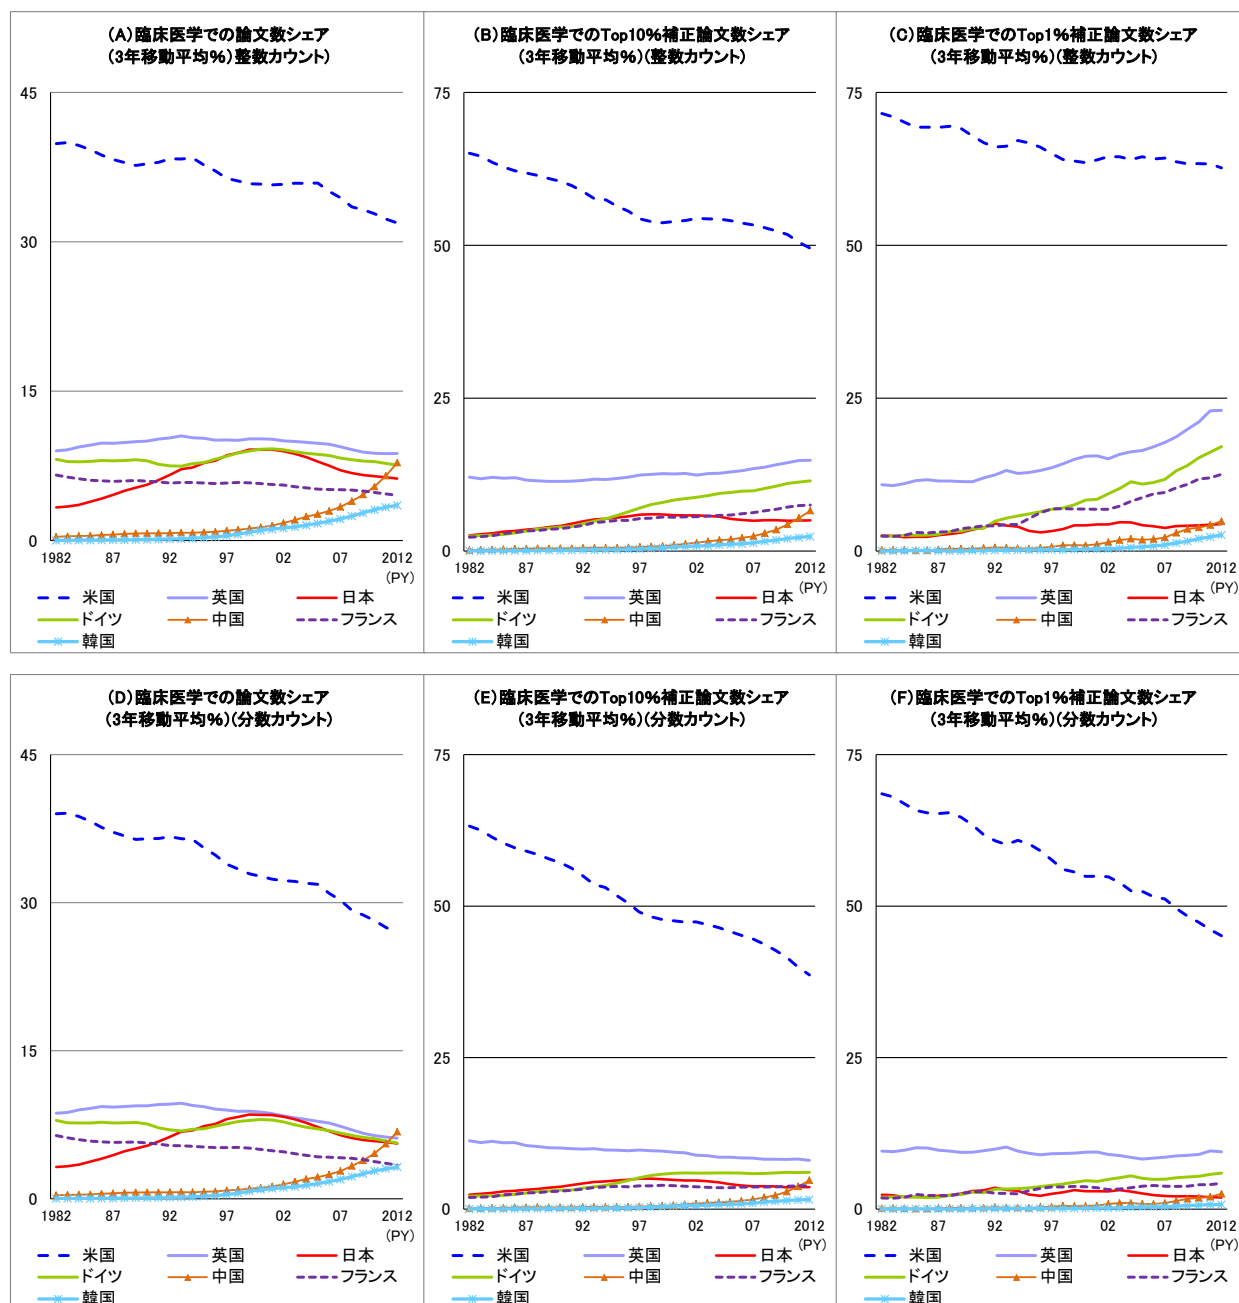 (A)臨床医学での論文数シェア
(3年移動平均%)整数カウント)
45
30
15
0
1982 87 92 97 02 07 2012
(PY)
米国 英国 日本
ドイツ 中国 フランス
韓国
(B)臨床医学でのTop10%補正論文数シェア
(3年移動平均%)(整数カウント)
75
50
25
0
1982 87 92 97 02 07 2012
(PY)
米国 英国 日本
ドイツ 中国 フランス
韓国
(C)臨床医学でのTop1%補正論文数シェア
(3年移動平均%)(整数カウント)
75
50
25
0
1982 87 92 97 02 07 2012
(PY)
米国 英国 日本
ドイツ 中国 フランス
韓国
(D)臨床医学での論文数シェア
(3年移動平均%)(分数カウント)
45
30
15
0
1982 87 92 97 02 07 2012
(PY)
米国 英国 日本
ドイツ 中国 フランス
韓国
(E)臨床医学でのTop10%補正論文数シェア
(3年移動平均%)(分数カウント)
75
50
25
0
1982 87 92 97 02 07 2012
(PY)
米国 英国 日本
ドイツ 中国 フランス
韓国
(F)臨床医学でのTop1%補正論文数シェア
(3年移動平均%)(分数カウント)
75
50
25
0
1982 87 92 97 02 07 2012
(PY)
米国 英国 日本
ドイツ 中国 フランス
韓国